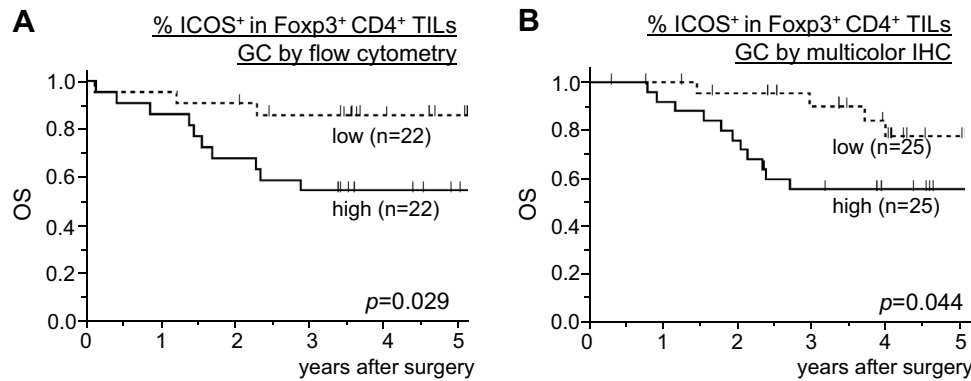 A
% ICOS⁺ in Foxp3⁺ CD4⁺ TILs
GC by flow cytometry
1.0
0.8
0.6
0.4
0.2
0.0
OS
low (n=22)
high (n=22)
p=0.029
0 1 2 3 4 5
years after surgery
B
% ICOS⁺ in Foxp3⁺ CD4⁺ TILs
GC by multicolor IHC
1.0
0.8
0.6
0.4
0.2
0.0
OS
low (n=25)
high (n=25)
p=0.044
0 1 2 3 4 5
years after surgery